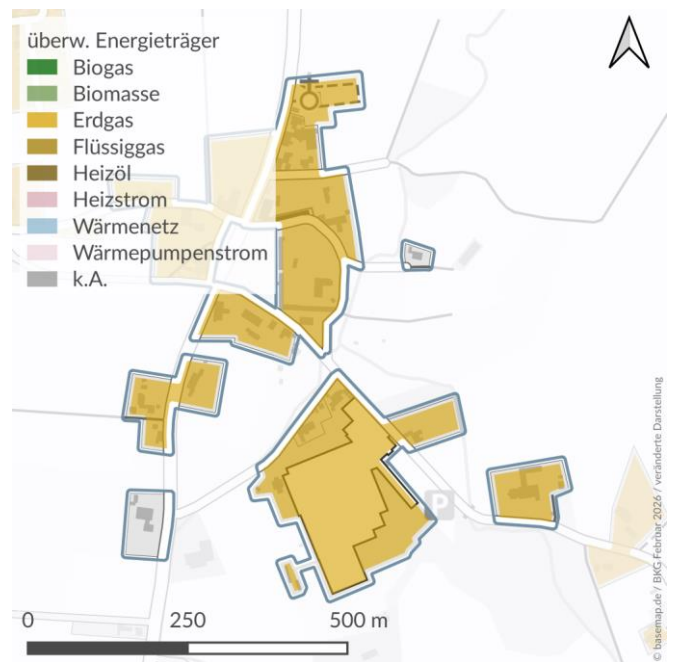 überw. Energieträger
Biogas
Biomasse
Erdgas
Flüssiggas
Heizöl
Heizstrom
Wärmenetz
Wärmepumpenstrom
k.A.
P
0 250 500 m
© basemap.de / BKG Februar 2026 / veränderte Darstellung